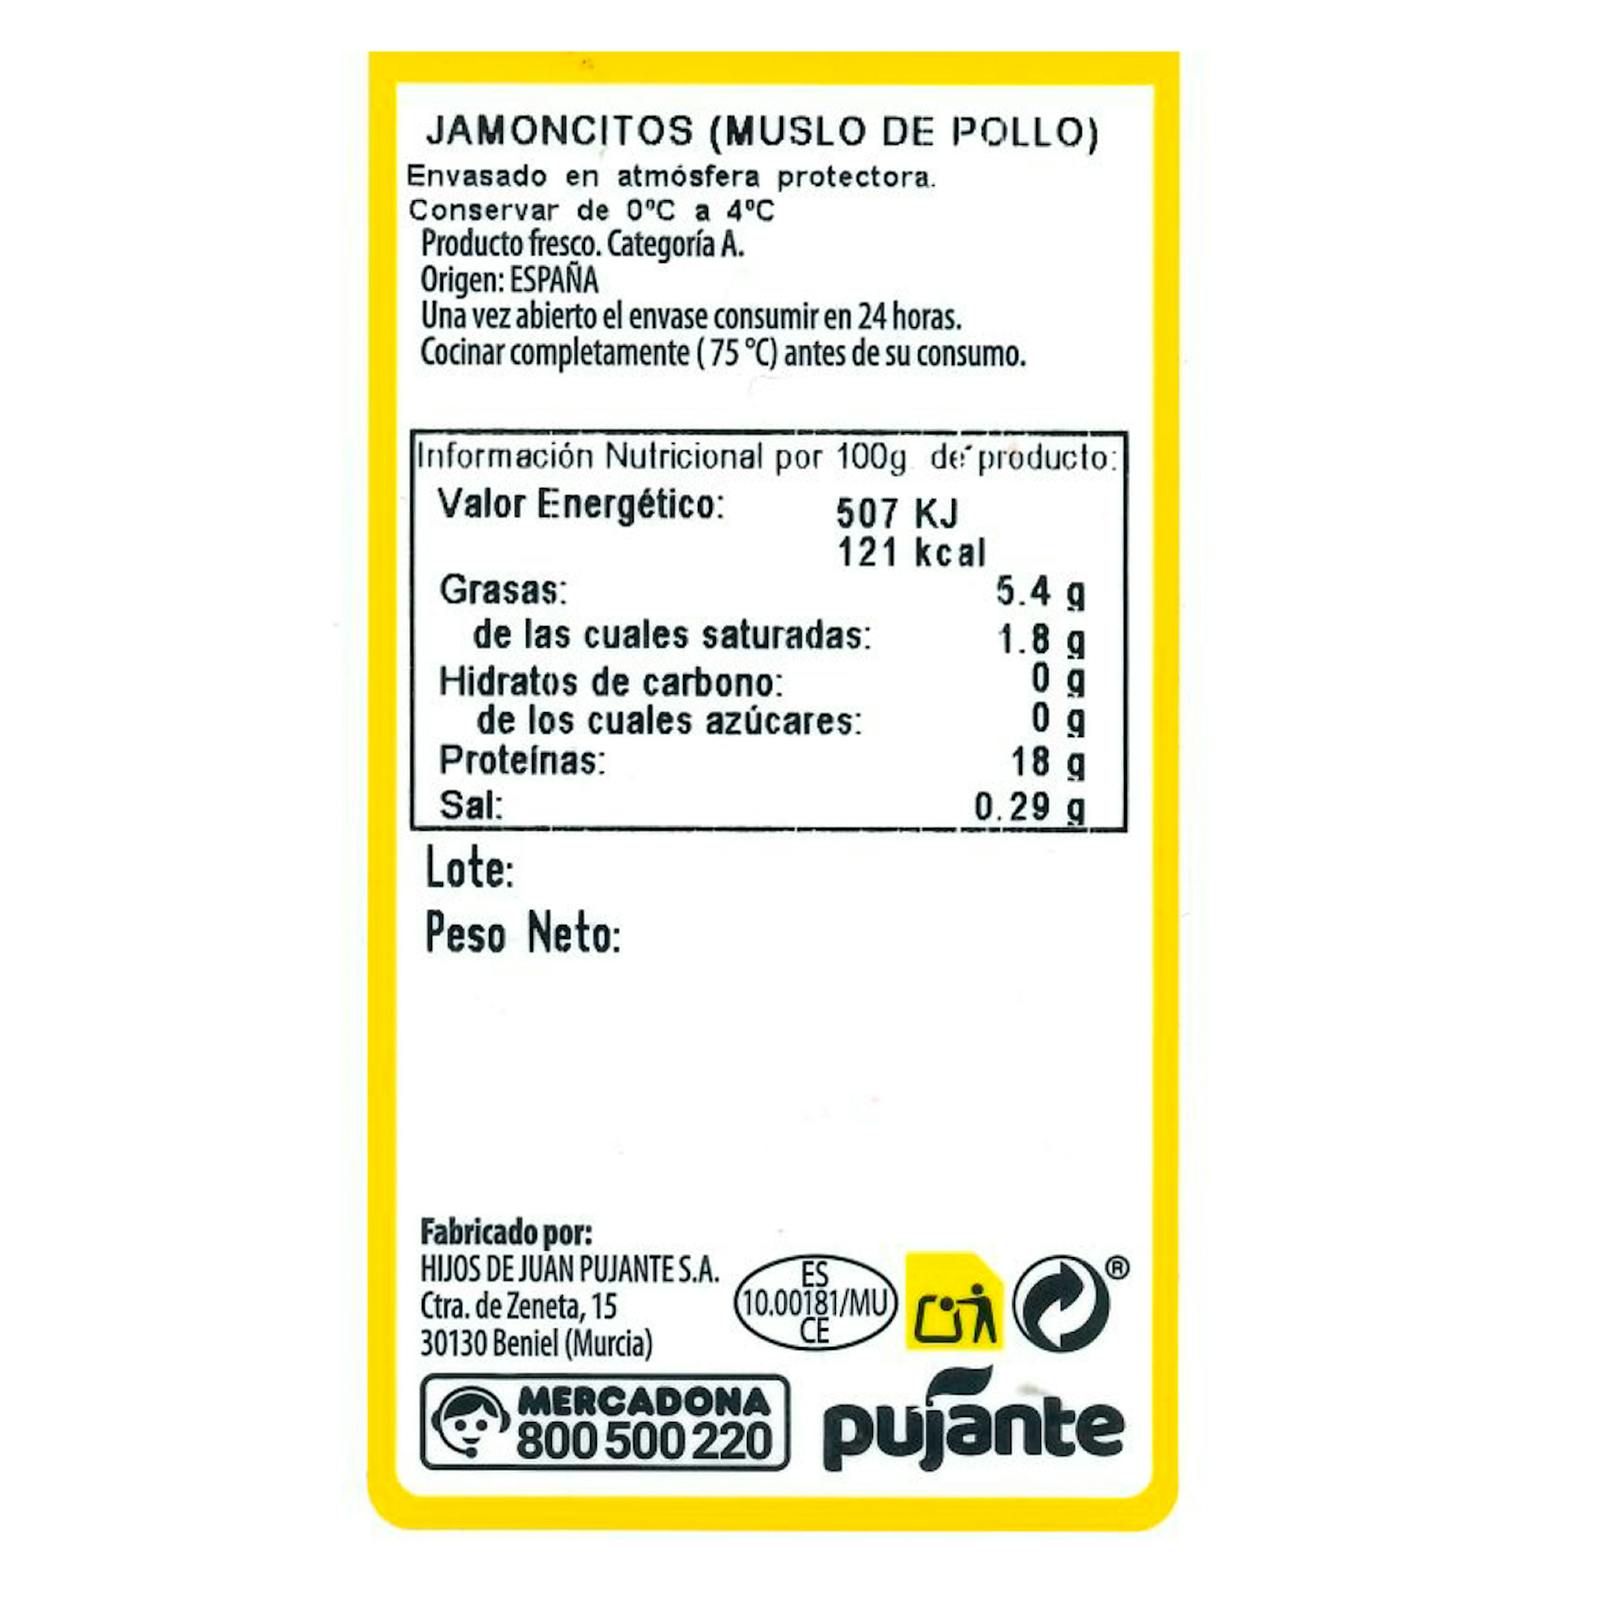 JAMONCITOS (MUSLO DE POLLO)
Envasado en atmósfera protectora.
Conservar de 0ºC a 4ºC
Producto fresco. Categoría A.
Origen: ESPAÑA
Una vez abierto el envase consumir en 24 horas.
Cocinar completamente ( 75 °C) antes de su consumo.
Información Nutricional por 100g de producto:
Valor Energético: 507 KJ
121 kcal
Grasas: 5.4 g
de las cuales saturadas: 1.8 g
Hidratos de carbono: 0 g
de los cuales azúcares: 0 g
Proteínas: 18 g
Sal: 0.29 g
Lote:
Peso Neto:
Fabricado por:
HIJOS DE JUAN PUJANTE S.A.
Ctra. de Zeneta, 15
30130 Beniel (Murcia)
ES
10.00181/MU
CE
®
MERCADONA
800 500 220
pujante